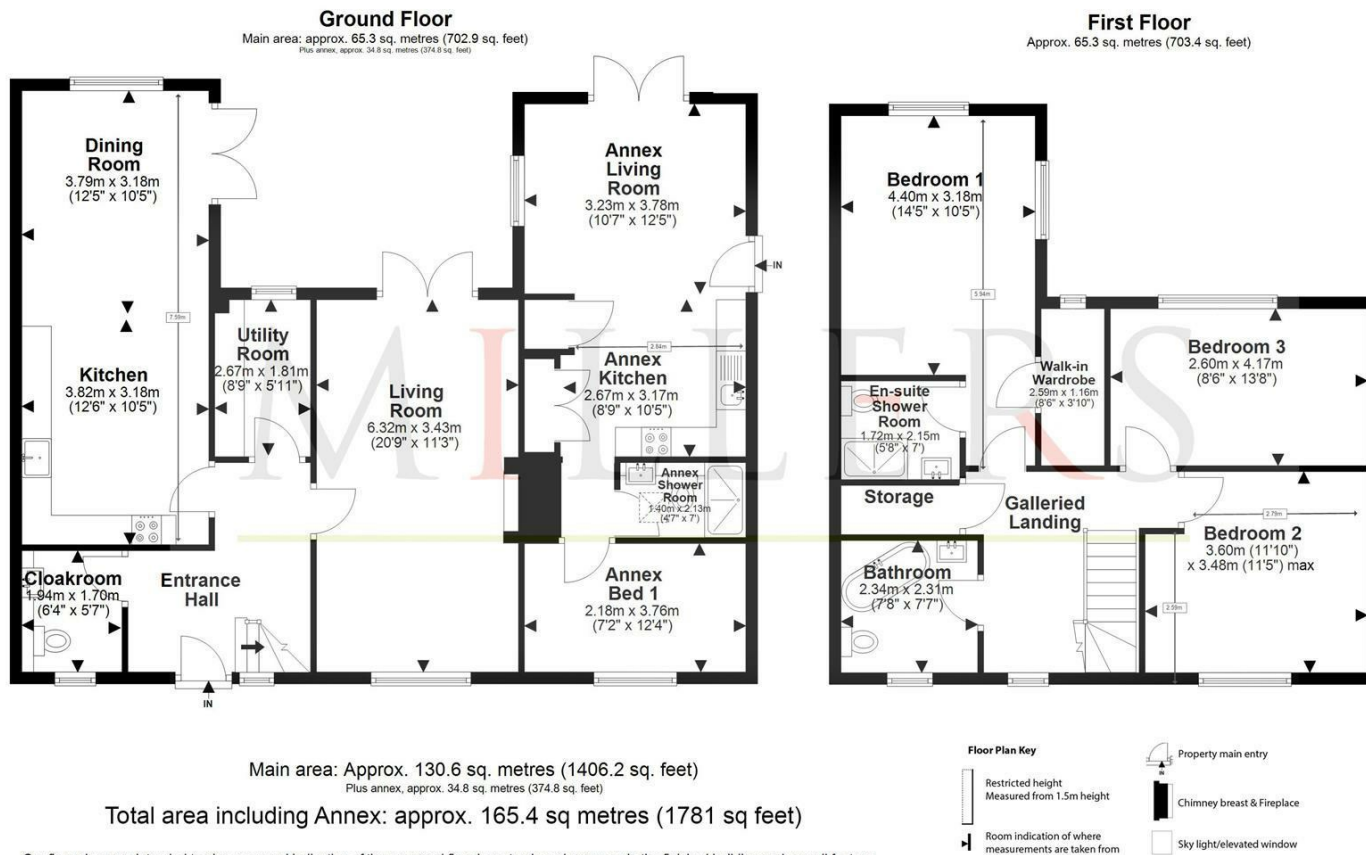 Ground Floor
Main area: approx. 65.3 sq. metres (702.9 sq. feet)
Plus annex, approx. 34.8 sq. metres (374.8 sq. feet)
Dining
Room
3.79m x 3.18m
(12'5" x 10'5")
7.59m
Kitchen
3.82m x 3.18m
(12'6" x 10'5")
Utility
Room
2.67m x 1.81m
(8'9" x 5'11")
Living
Room
6.32m x 3.43m
(20'9" x 11'3")
Annex
Living
Room
3.23m x 3.78m
(10'7" x 12'5")
IN
2.84m
Annex
Kitchen
2.67m x 3.17m
(8'9" x 10'5")
Annex
Shower
Room
1.40m x 2.13m
(4'7" x 7')
Annex
Bed 1
2.18m x 3.76m
(7'2" x 12'4")
Cloakroom
1.94m x 1.70m
(6'4" x 5'7")
Entrance
Hall
IN
First Floor
Approx. 65.3 sq. metres (703.4 sq. feet)
Bedroom 1
4.40m x 3.18m
(14'5" x 10'5")
5.94m
Walk-in
Wardrobe
2.59m x 1.16m
(8'6" x 3'10")
Bedroom 3
2.60m x 4.17m
(8'6" x 13'8")
En-suite
Shower
Room
1.72m x 2.15m
(5'8" x 7')
Storage
Galleried
Landing
Bathroom
2.34m x 2.31m
(7'8" x 7'7")
2.79m
Bedroom 2
3.60m (11'10")
x 3.48m (11'5") max
2.59m
MILLERS
Main area: Approx. 130.6 sq. metres (1406.2 sq. feet)
Plus annex, approx. 34.8 sq. metres (374.8 sq. feet)
Total area including Annex: approx. 165.4 sq metres (1781 sq feet)
Floor Plan Key
Restricted height
Measured from 1.5m height
Room indication of where
measurements are taken from
Property main entry
IN
Chimney breast & Fireplace
Sky light/elevated window